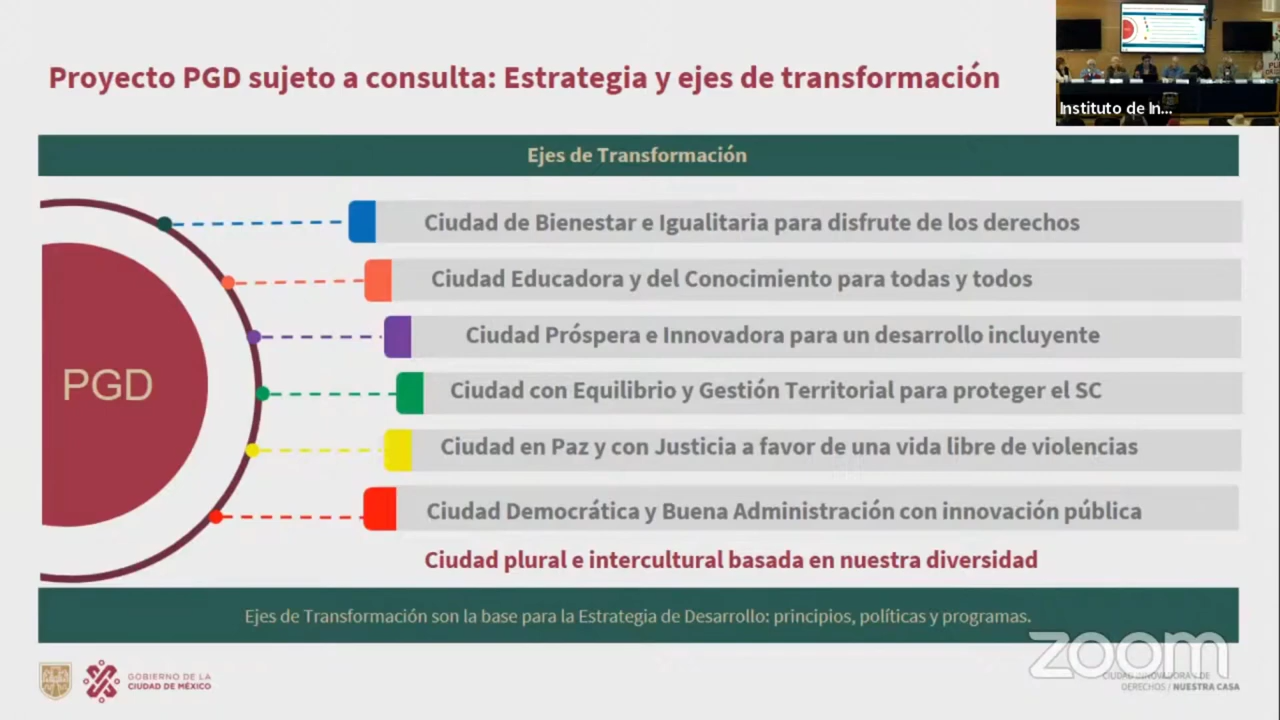 Proyecto PGD sujeto a consulta: Estrategia y ejes de transformación
Instituto de In...
Ejes de Transformación
Ciudad de Bienestar e Igualitaria para disfrute de los derechos
Ciudad Educadora y del Conocimiento para todas y todos
Ciudad Próspera e Innovadora para un desarrollo incluyente
PGD
Ciudad con Equilibrio y Gestión Territorial para proteger el SC
Ciudad en Paz y con Justicia a favor de una vida libre de violencias
Ciudad Democrática y Buena Administración con innovación pública
Ciudad plural e intercultural basada en nuestra diversidad
Ejes de Transformación son la base para la Estrategia de Desarrollo: principios, políticas y programas.
zoom
GOBIERNO DE LA
CIUDAD DE MÉXICO
CIUDAD INNOVADORA Y DE
DERECHOS / NUESTRA CASA